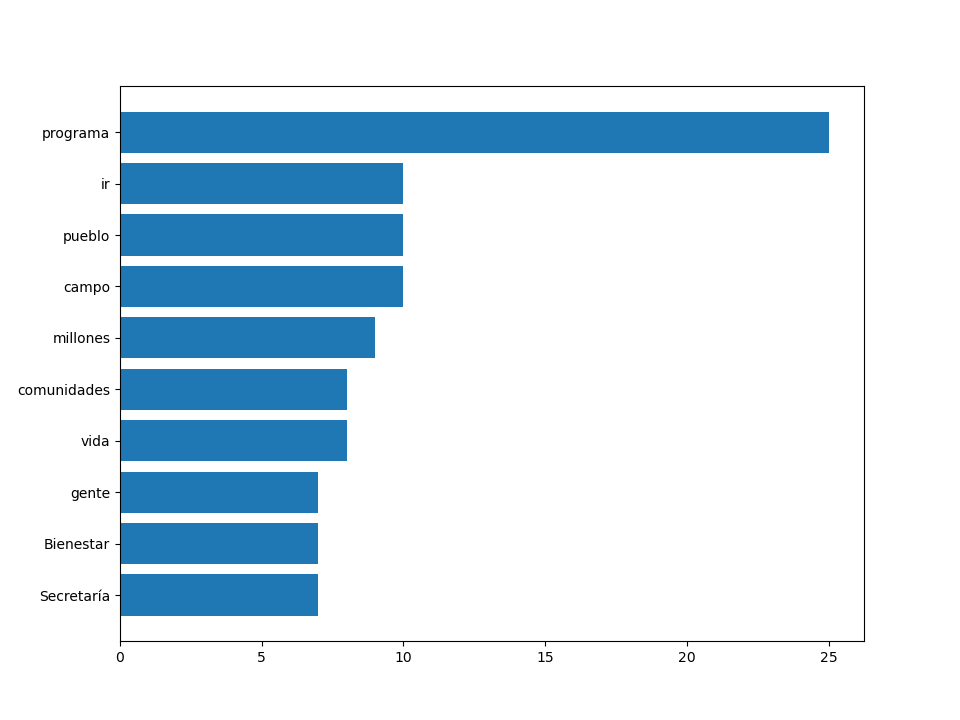 programa
ir
pueblo
campo
millones
comunidades
vida
gente
Bienestar
Secretaría
0 5 10 15 20 25